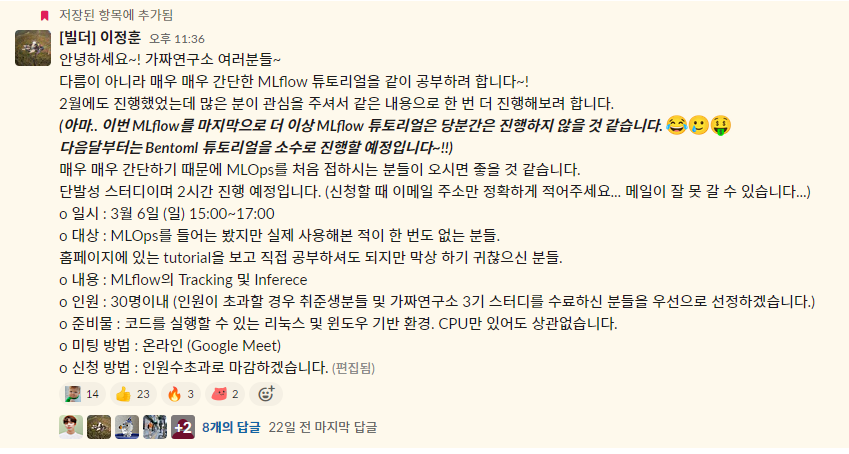 저장된 항목에 추가됨
[빌더] 이정훈 오후 11:36
안녕하세요~! 가짜연구소 여러분들~
다름이 아니라 매우 매우 간단한 MLflow 튜토리얼을 같이 공부하려 합니다~!
2월에도 진행했었는데 많은 분이 관심을 주셔서 같은 내용으로 한 번 더 진행해보려 합니다.
(아마.. 이번 MLflow를 마지막으로 더 이상 MLflow 튜토리얼은 당분간은 진행하지 않을 것 같습니다. 😂🥲🤑
다음달부터는 Bentoml 튜토리얼을 소수로 진행할 예정입니다~!!)
매우 매우 간단하기 때문에 MLOps를 처음 접하시는 분들이 오시면 좋을 것 같습니다.
단발성 스터디이며 2시간 진행 예정입니다. (신청할 때 이메일 주소만 정확하게 적어주세요... 메일이 잘 못 갈 수 있습니다...)
o 일시 : 3월 6일 (일) 15:00~17:00
o 대상 : MLOps를 들어는 봤지만 실제 사용해본 적이 한 번도 없는 분들.
홈페이지에 있는 tutorial을 보고 직접 공부하셔도 되지만 막상 하기 귀찮으신 분들.
o 내용 : MLflow의 Tracking 및 Inferece
o 인원 : 30명이내 (인원이 초과할 경우 취준생분들 및 가짜연구소 3기 스터디를 수료하신 분들을 우선으로 선정하겠습니다.)
o 준비물 : 코드를 실행할 수 있는 리눅스 및 윈도우 기반 환경. CPU만 있어도 상관없습니다.
o 미팅 방법 : 온라인 (Google Meet)
o 신청 방법 : 인원수초과로 마감하겠습니다. (편집됨)
14 👍 23 🔥 3 2
+2 8개의 답글 22일 전 마지막 답글